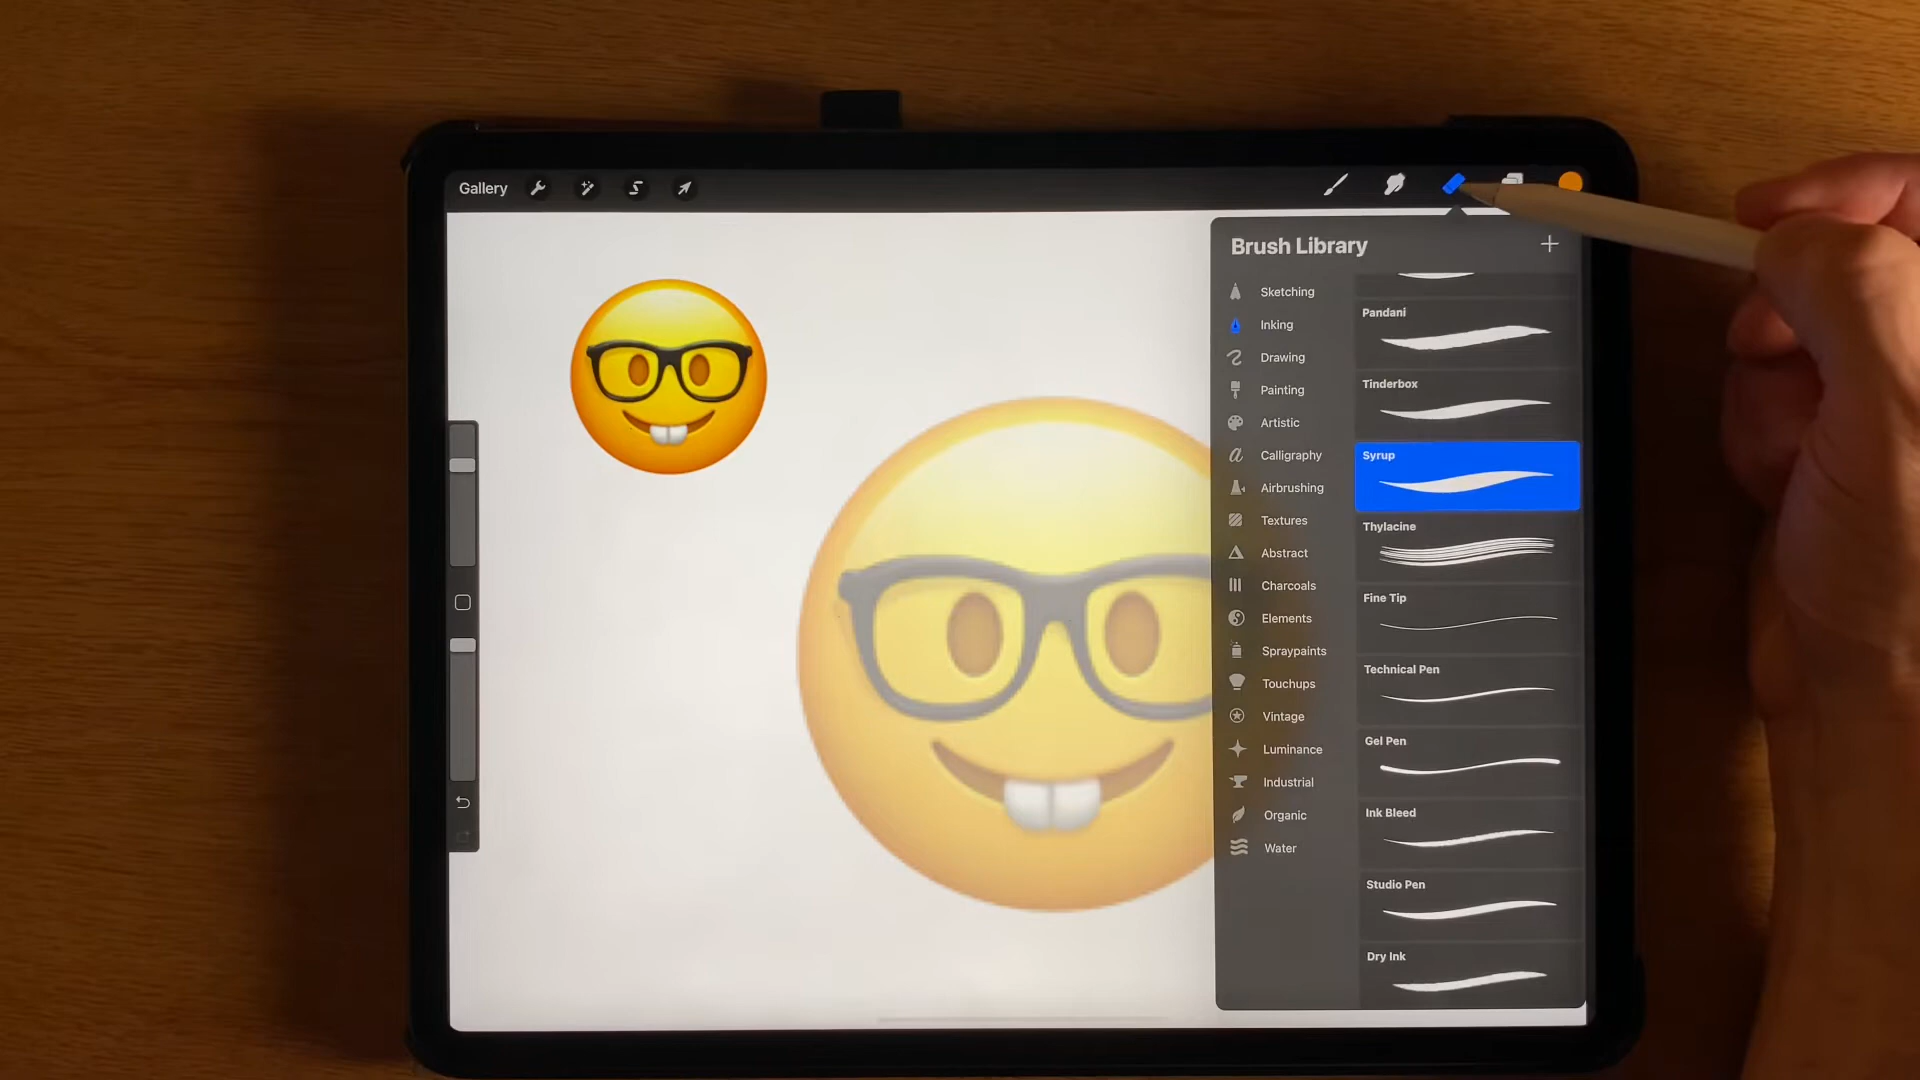 Gallery
Brush Library
Sketching
Inking
Drawing
Painting
Artistic
Calligraphy
Airbrushing
Textures
Abstract
Charcoals
Elements
Spraypaints
Touchups
Vintage
Luminance
Industrial
Organic
Water
Pandani
Tinderbox
Syrup
Thylacine
Fine Tip
Technical Pen
Gel Pen
Ink Bleed
Studio Pen
Dry Ink